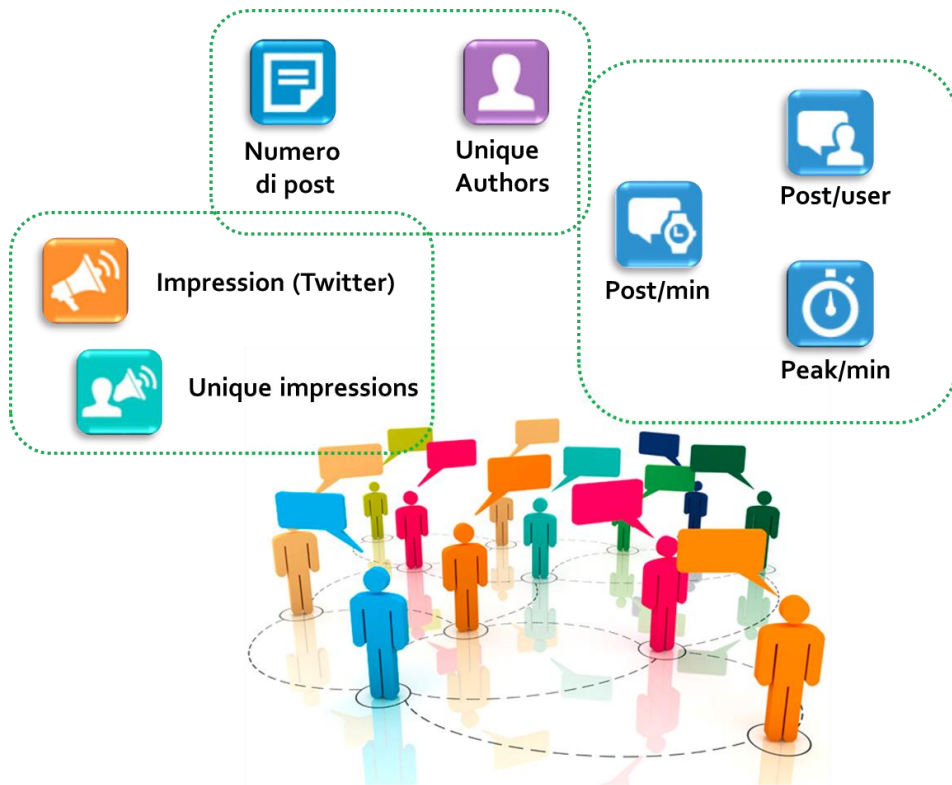 Numero
di post
Unique
Authors
Post/user
Post/min
Peak/min
Impression (Twitter)
Unique impressions